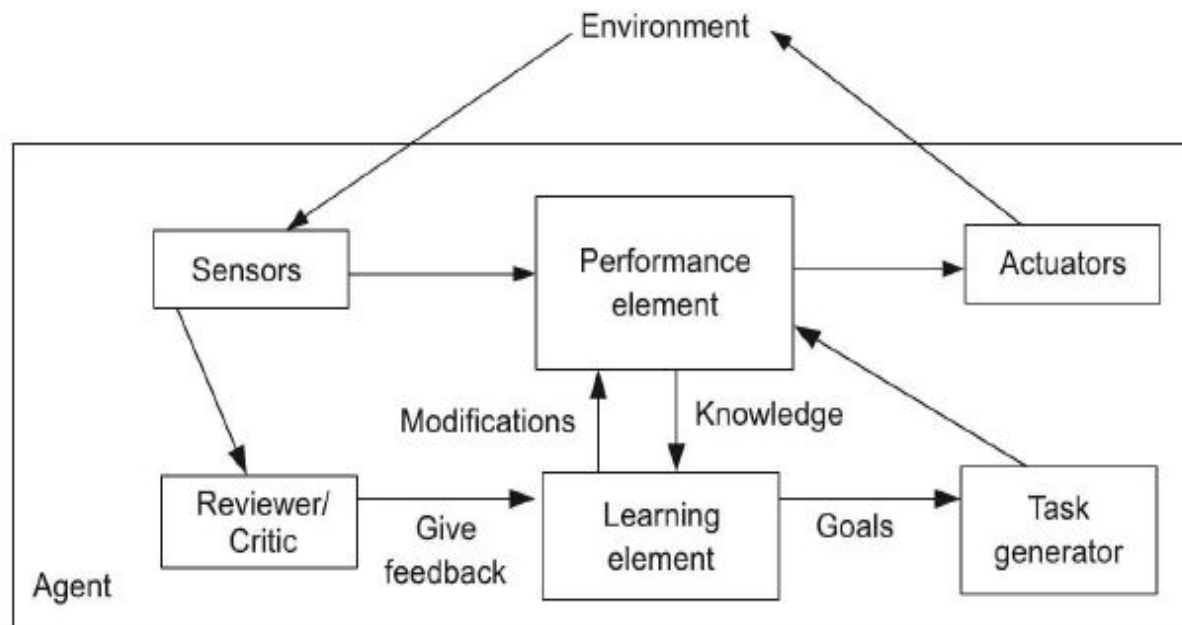 Environment
Sensors
Performance
element
Actuators
Modifications
Knowledge
Reviewer/
Critic
Give
feedback
Learning
element
Goals
Task
generator
Agent